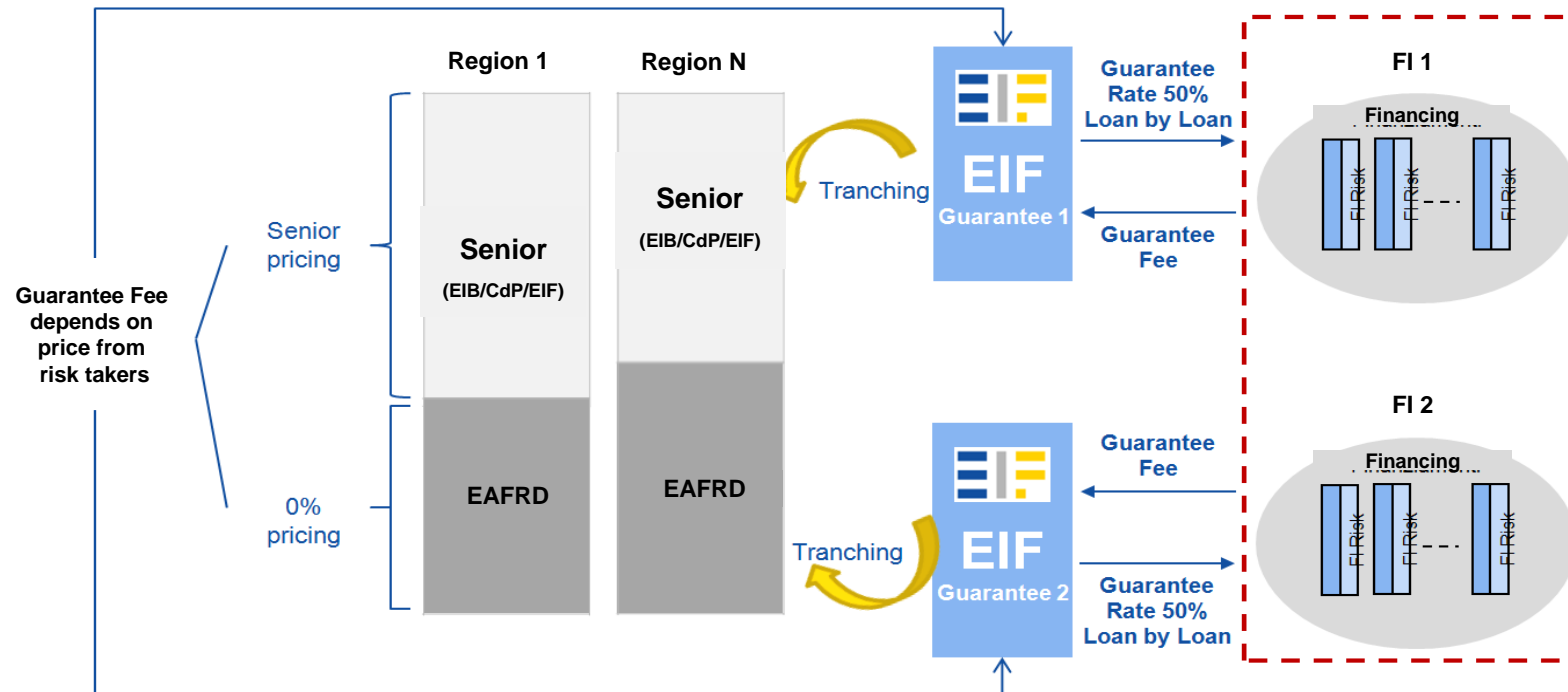 Region 1
Region N
FI 1
Guarantee
Rate 50%
Loan by Loan
Financing
FI Risk
FI Risk
FI Risk
EIF
Guarantee 1
Tranching
Senior
(EIB/CdP/EIF)
Senior
(EIB/CdP/EIF)
Senior
pricing
Guarantee
Fee
Guarantee Fee
depends on
price from
risk takers
FI 2
Guarantee
Fee
Financing
FI Risk
FI Risk
FI Risk
EAFRD
EAFRD
0%
pricing
Tranching
EIF
Guarantee 2
Guarantee
Rate 50%
Loan by Loan